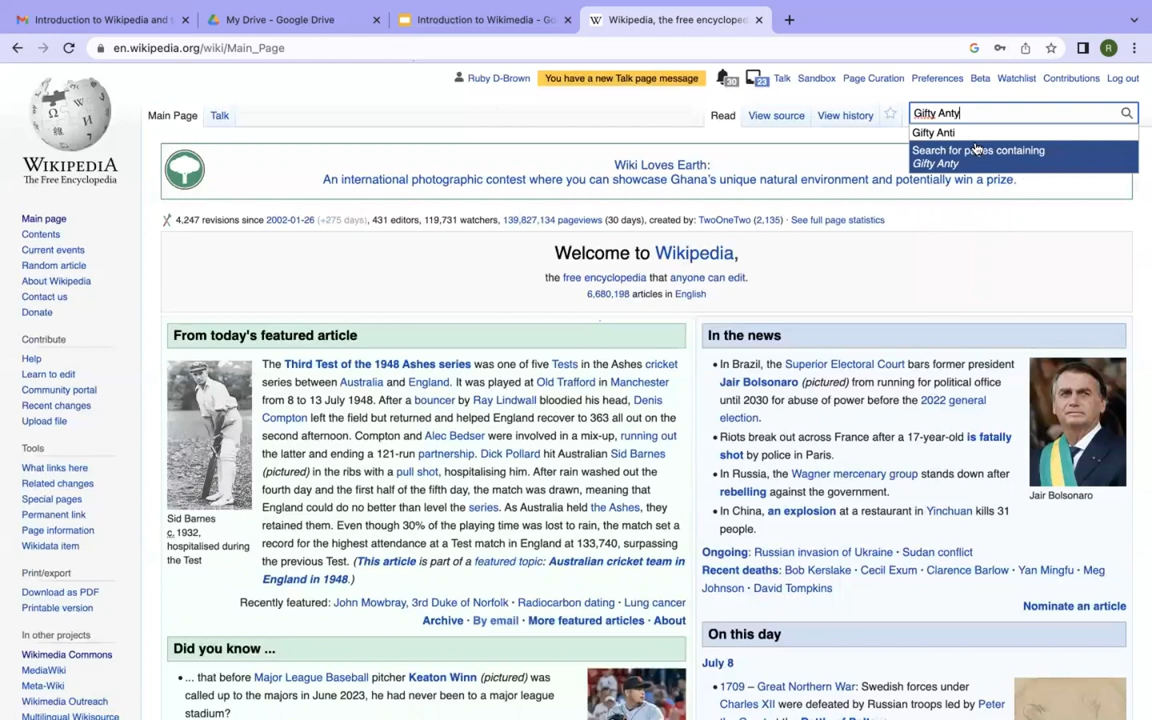 Introduction to Wikipedia and
My Drive - Google Drive
Introduction to Wikimedia - Go
Wikipedia, the free encycloped
en.wikipedia.org/wiki/Main_Page
R
Ruby D-Brown
You have a new Talk page message
30
23
Talk
Sandbox
Page Curation
Preferences
Beta
Watchlist
Contributions
Log out
WIKIPEDIA
The Free Encyclopedia
Main Page
Talk
Read
View source
View history
Gifty Anty
Gifty Anti
Search for pages containing
Gifty Anty
Wiki Loves Earth:
An international photographic contest where you can showcase Ghana's unique natural environment and potentially win a prize.
4,247 revisions since 2002-01-26 (+275 days), 431 editors, 119,731 watchers, 139,827,134 pageviews (30 days), created by: TwoOneTwo (2,135) · See full page statistics
Welcome to Wikipedia,
the free encyclopedia that anyone can edit.
6,680,198 articles in English
Main page
Contents
Current events
Random article
About Wikipedia
Contact us
Donate
Contribute
Help
Learn to edit
Community portal
Recent changes
Upload file
Tools
What links here
Related changes
Special pages
Permanent link
Page information
Wikidata item
Print/export
Download as PDF
Printable version
In other projects
Wikimedia Commons
MediaWiki
Meta-Wiki
Wikimedia Outreach
Multilingual Wikisource
From today's featured article
The Third Test of the 1948 Ashes series was one of five Tests in the Ashes cricket
series between Australia and England. It was played at Old Trafford in Manchester
from 8 to 13 July 1948. After a bouncer by Ray Lindwall bloodied his head, Denis
Compton left the field but returned and helped England recover to 363 all out on the
second afternoon. Compton and Alec Bedser were involved in a mix-up, running out
the latter and ending a 121-run partnership. Dick Pollard hit Australian Sid Barnes
(pictured) in the ribs with a pull shot, hospitalising him. After rain washed out the
fourth day and the first half of the fifth day, the match was drawn, meaning that
England could do no better than level the series. As Australia held the Ashes, they
retained them. Even though 30% of the playing time was lost to rain, the match set a
record for the highest attendance at a Test match in England at 133,740, surpassing
the previous Test. (This article is part of a featured topic: Australian cricket team in
England in 1948.)
Sid Barnes
c. 1932,
hospitalised during
the Test
Recently featured: John Mowbray, 3rd Duke of Norfolk · Radiocarbon dating · Lung cancer
Archive · By email · More featured articles · About
Did you know ...
... that before Major League Baseball pitcher Keaton Winn (pictured) was
called up to the majors in June 2023, he had never been to a major league
stadium?
In the news
In Brazil, the Superior Electoral Court bars former president
Jair Bolsonaro (pictured) from running for political office
until 2030 for abuse of power before the 2022 general
election.
Riots break out across France after a 17-year-old is fatally
shot by police in Paris.
In Russia, the Wagner mercenary group stands down after
rebelling against the government.
In China, an explosion at a restaurant in Yinchuan kills 31
people.
Jair Bolsonaro
Ongoing: Russian invasion of Ukraine · Sudan conflict
Recent deaths: Bob Kerslake · Cecil Exum · Clarence Barlow · Yan Mingfu · Meg
Johnson · David Tompkins
Nominate an article
On this day
July 8
1709 – Great Northern War: Swedish forces under
Charles XII were defeated by Russian troops led by Peter